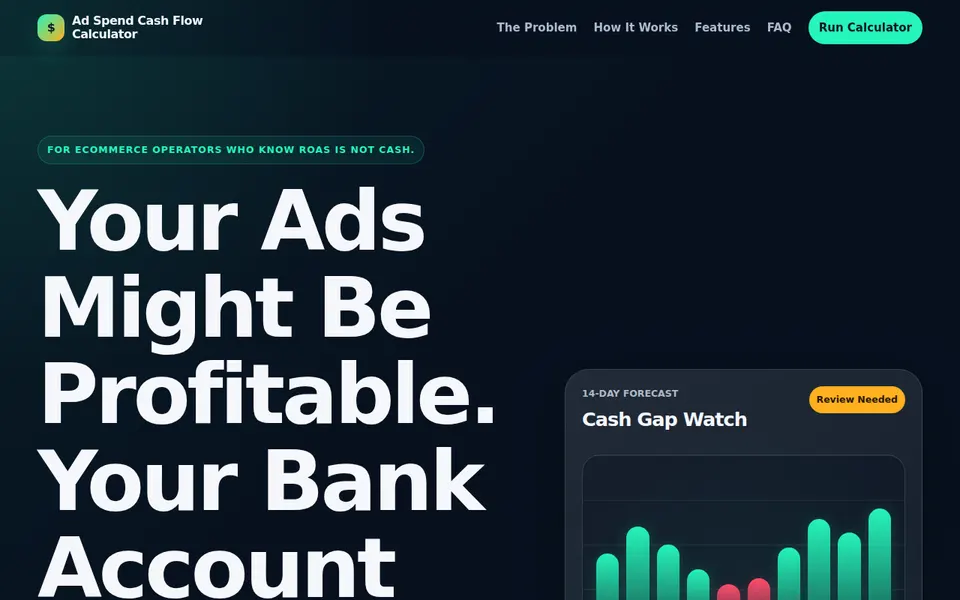 $
Ad Spend Cash Flow
Calculator
The Problem
How It Works
Features
FAQ
Run Calculator
FOR ECOMMERCE OPERATORS WHO KNOW ROAS IS NOT CASH.
Your Ads
Might Be
Profitable.
Your Bank
Account
14-DAY FORECAST
Cash Gap Watch
Review Needed